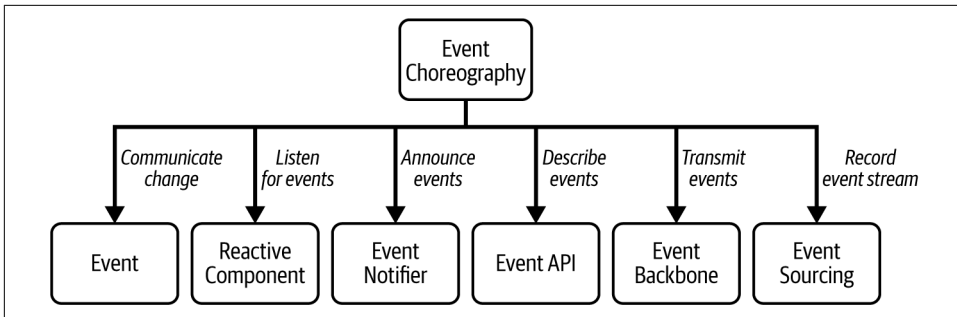 Event
Choreography
Communicate
change
Listen
for events
Announce
events
Describe
events
Transmit
events
Record
event stream
Event
Reactive
Component
Event
Notifier
Event API
Event
Backbone
Event
Sourcing